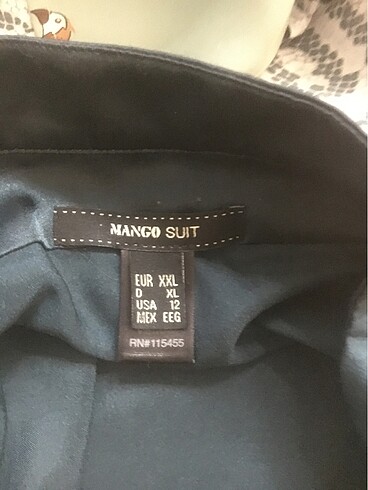 MANGO SUIT
EUR XXL
D XL
USA 12
MEX EEG
RN#115455